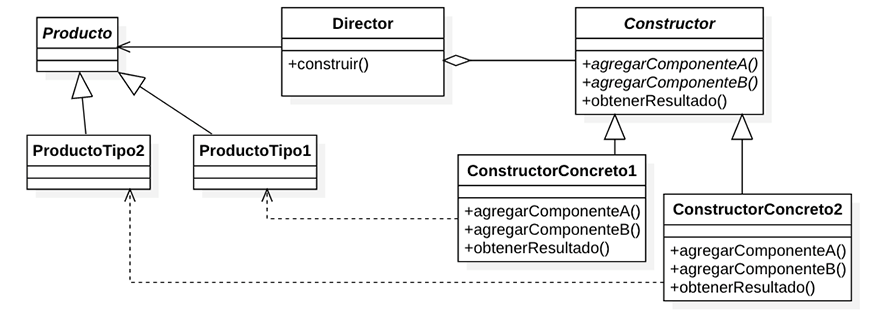 Producto
Director
+construir()
Constructor
+agregarComponenteA()
+agregarComponenteB()
+obtenerResultado()
ProductoTipo2
ProductoTipo1
ConstructorConcreto1
+agregarComponenteA()
+agregarComponenteB()
+obtenerResultado()
ConstructorConcreto2
+agregarComponenteA()
+agregarComponenteB()
+obtenerResultado()